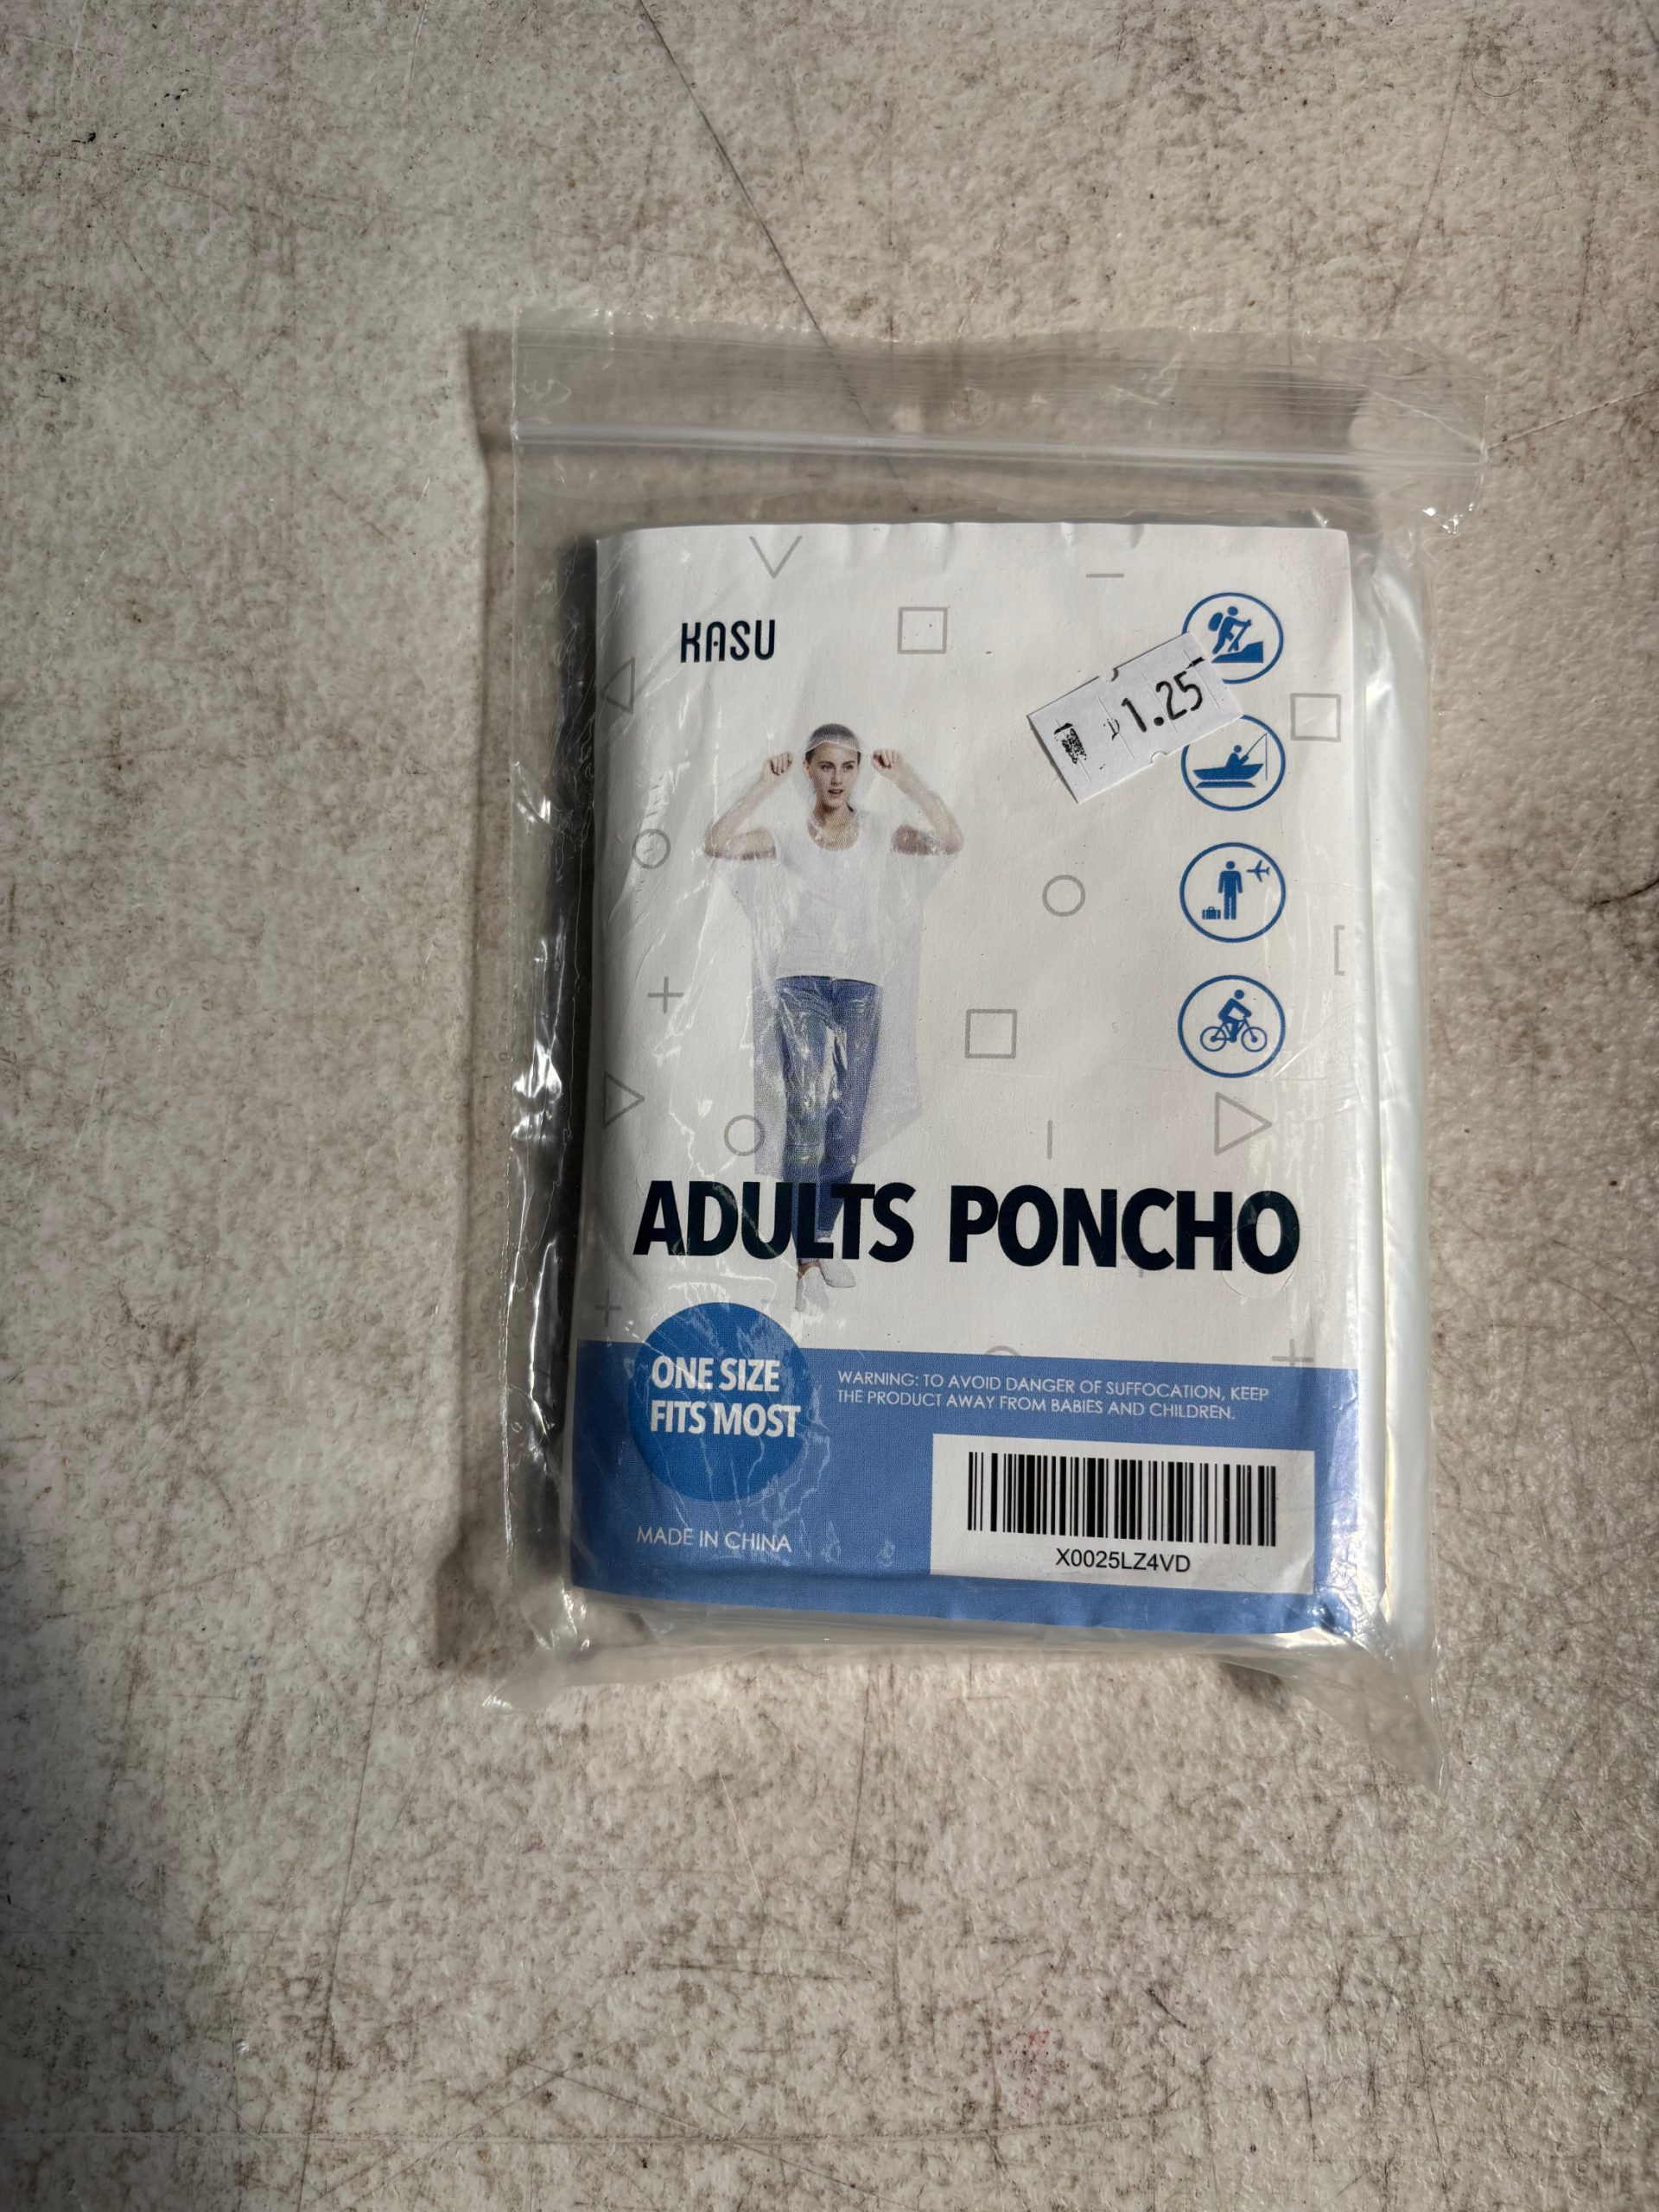 KASU
1.25
ADULTS PONCHO
ONE SIZE
FITS MOST
WARNING: TO AVOID DANGER OF SUFFOCATION, KEEP
THE PRODUCT AWAY FROM BABIES AND CHILDREN.
MADE IN CHINA
X0025LZ4VD